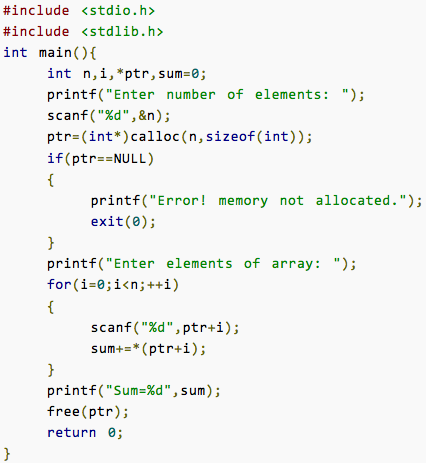 #include <stdio.h>
#include <stdlib.h>
int main(){
int n,i,*ptr,sum=0;
printf("Enter number of elements: ");
scanf("%d",&n);
ptr=(int*)calloc(n,sizeof(int));
if(ptr==NULL)
{
printf("Error! memory not allocated.");
exit(0);
}
printf("Enter elements of array: ");
for(i=0;i<n;++i)
{
scanf("%d",ptr+i);
sum+=*(ptr+i);
}
printf("Sum=%d",sum);
free(ptr);
return 0;
}